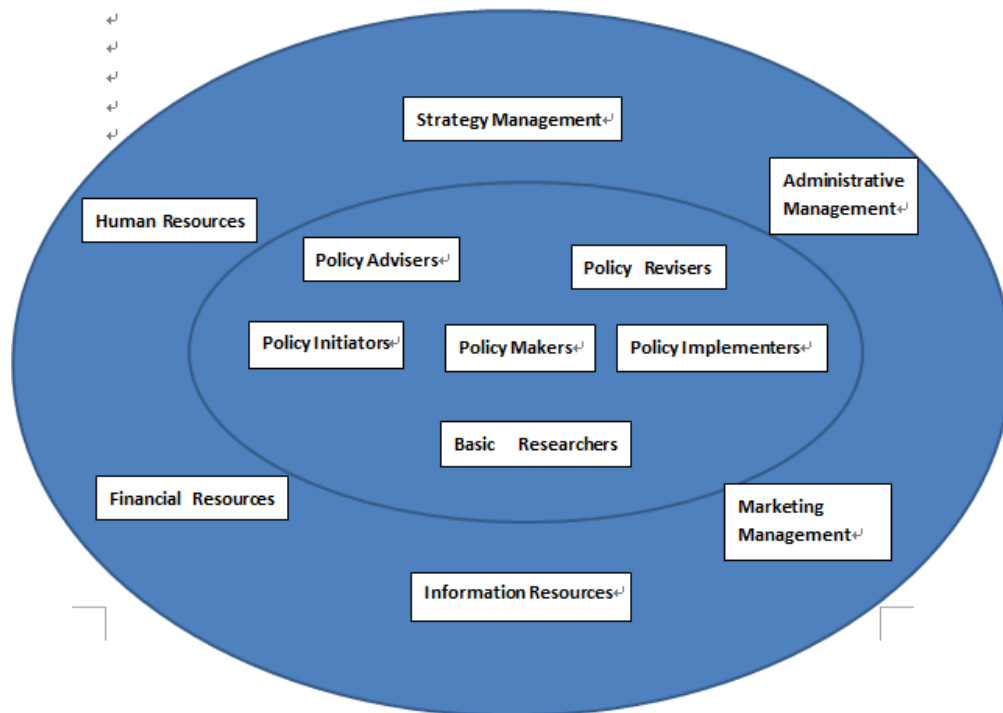 Strategy Management
Administrative
Management
Human Resources
Policy Advisers
Policy Revisers
Policy Initiators
Policy Makers
Policy Implementers
Basic Researchers
Financial Resources
Marketing
Management
Information Resources